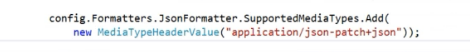 config.Formatters.JsonFormatter.SupportedMediaTypes.Add(
new MediaTypeHeaderValue("application/json-patch+json"));